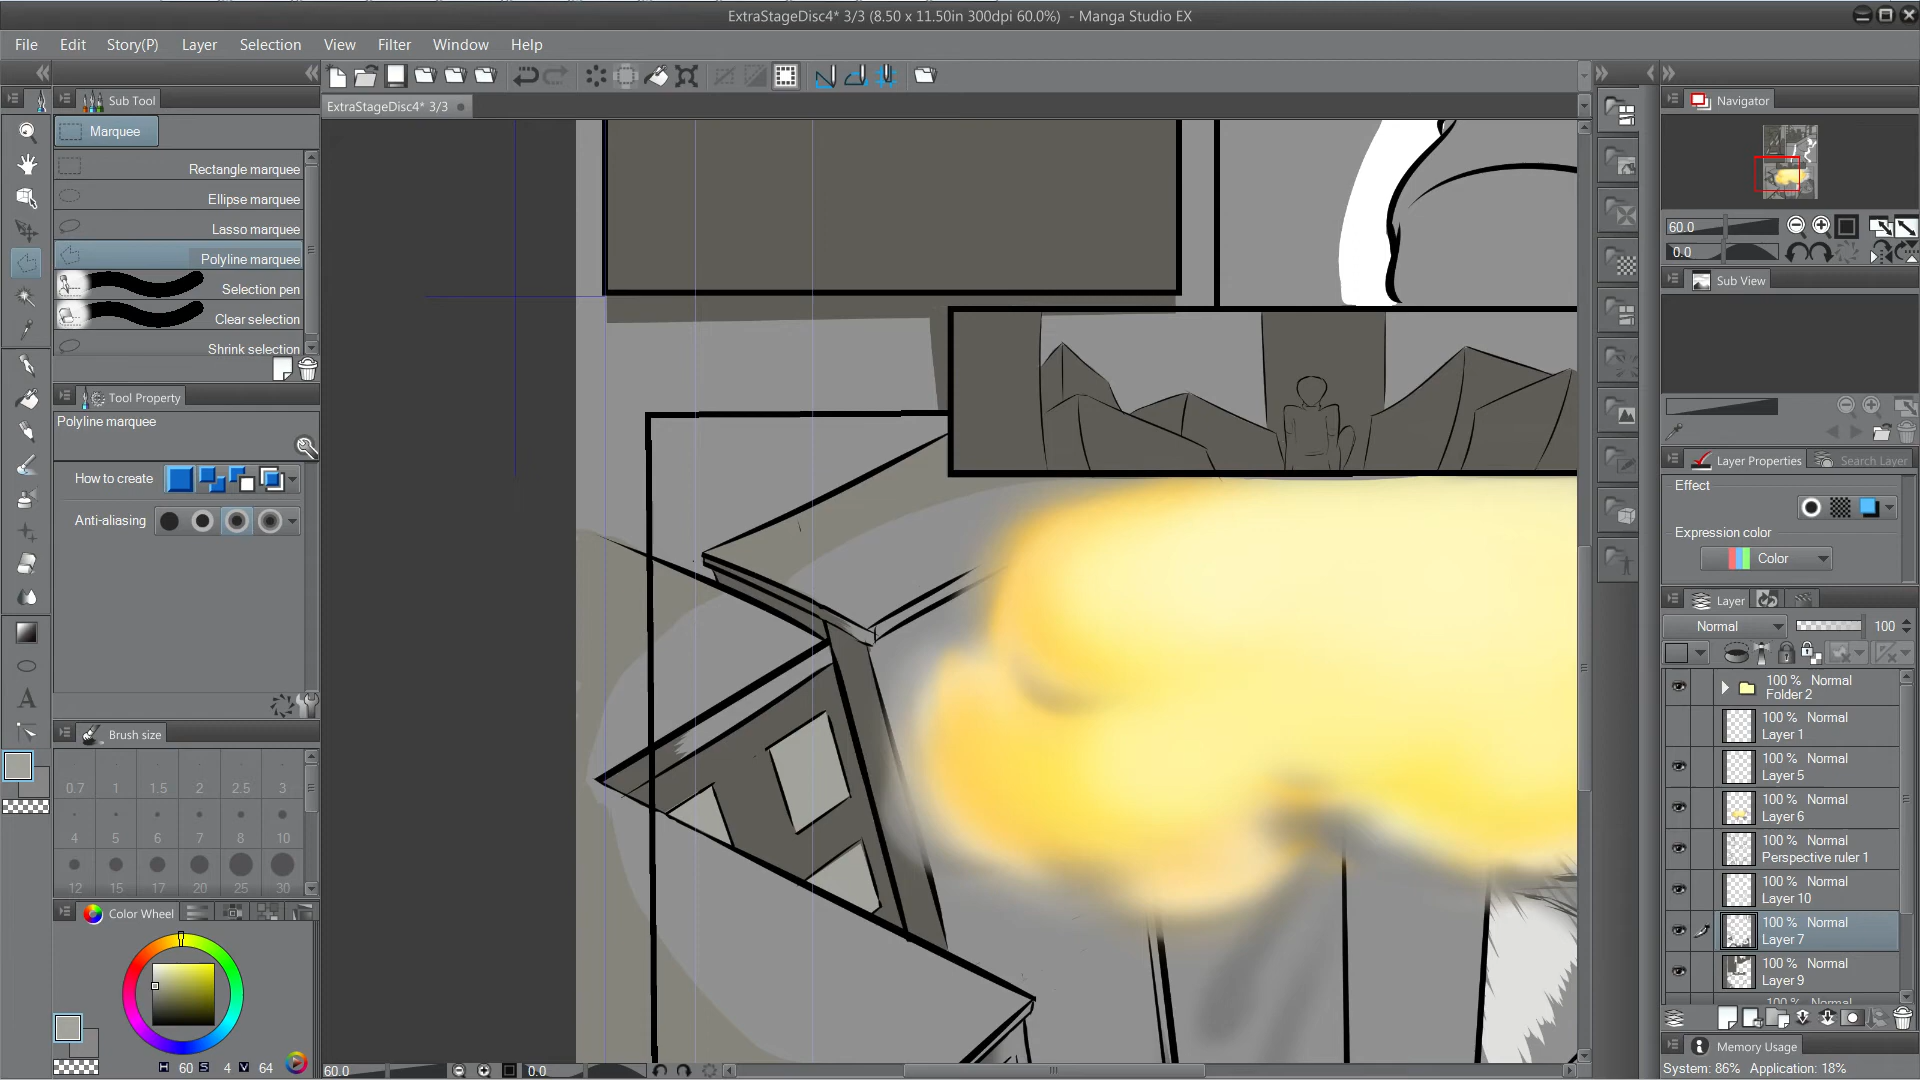 ExtraStageDisc4* 3/3 (8.50 x 11.50in 300dpi 60.0%) - Manga Studio EX
File Edit Story(P) Layer Selection View Filter Window Help
Sub Tool
Marquee
Rectangle marquee
Ellipse marquee
Lasso marquee
Polyline marquee
Selection pen
Clear selection
Shrink selection
Tool Property
Polyline marquee
How to create
Anti-aliasing
Brush size
0.7 1 1.5 2 2.5 3
4 5 6 7 8 10
12 15 17 20 25 30
Color Wheel
H 60 S 4 V 64
ExtraStageDisc4* 3/3
60.0 0.0
Navigator
60.0
0.0
Sub View
Layer Properties Search Layer
Effect
Expression color
Color
Layer
Normal 100
100 % Normal
Folder 2
100 % Normal
Layer 1
100 % Normal
Layer 5
100 % Normal
Layer 6
100 % Normal
Perspective ruler 1
100 % Normal
Layer 10
100 % Normal
Layer 7
100 % Normal
Layer 9
100 % Normal
Memory Usage
System: 86% Application: 18%